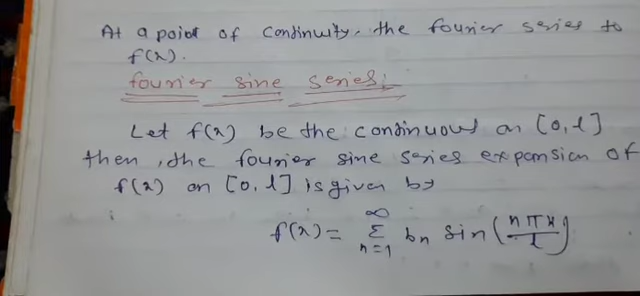 At a point of continuity, the fourier series to
f(x).
fourier sine series:
Let f(x) be the continuous on [0, l]
then, the fourier sine series expansion of
f(x) on [0, l] is given by
f(x) = ∞ Σ n=1 bn sin(nπx/l)